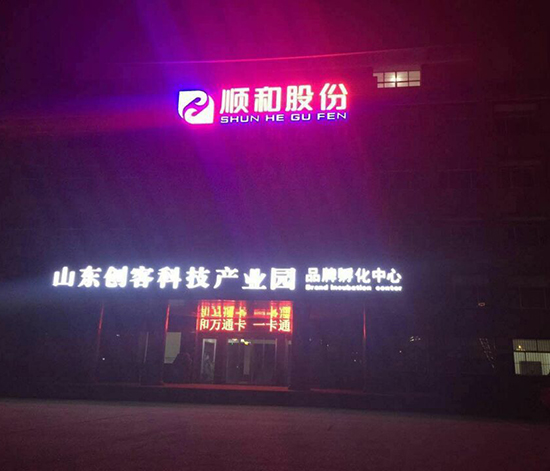 顺和股份
SHUN HE GU FEN
山东创客科技产业园 品牌孵化中心
Brand Incubation center
和万通卡 一卡通